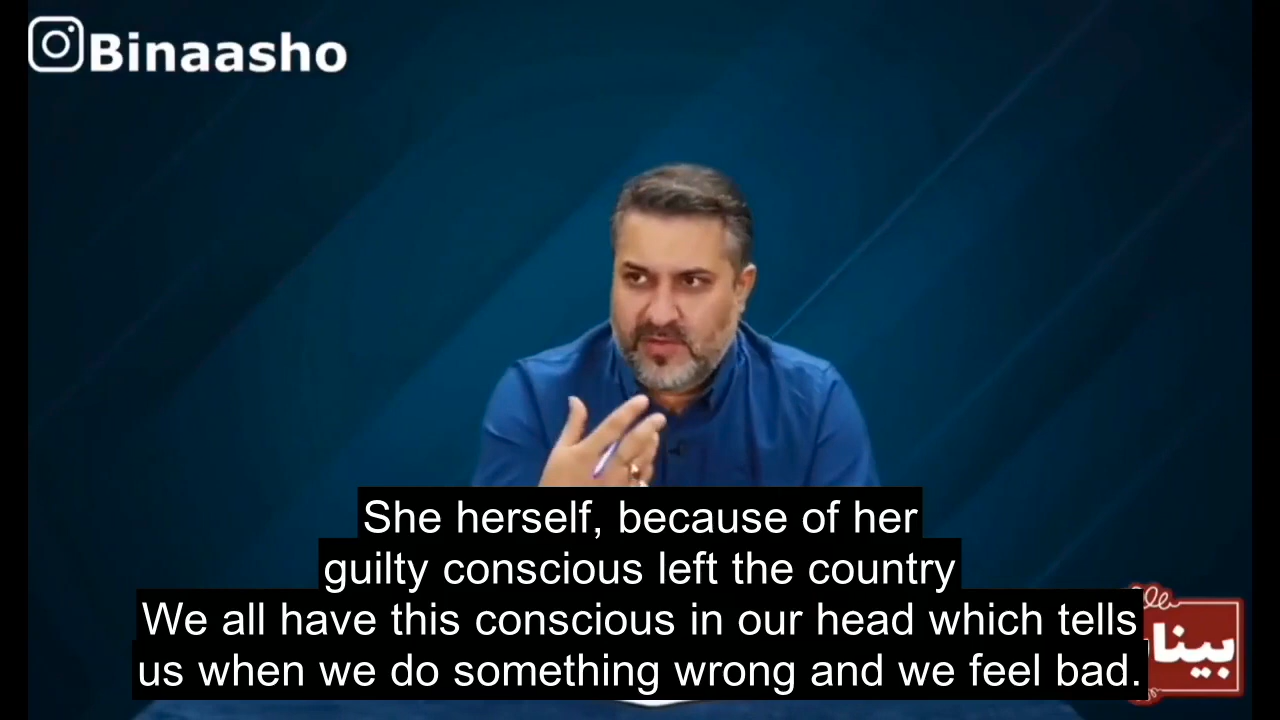 Binaasho
She herself, because of her
guilty conscious left the country
We all have this conscious in our head which tells
us when we do something wrong and we feel bad.